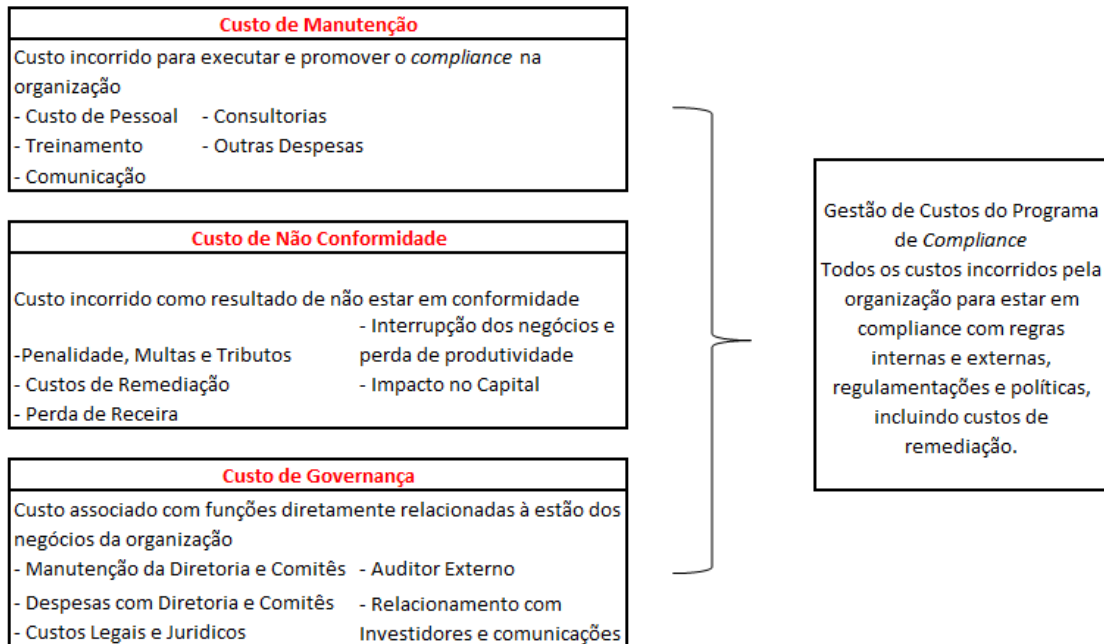 Custo de Manutenção
Custo incorrido para executar e promover o compliance na
organização
- Custo de Pessoal - Consultorias
- Treinamento - Outras Despesas
- Comunicação
Custo de Não Conformidade
Custo incorrido como resultado de não estar em conformidade
- Interrupção dos negócios e
-Penalidade, Multas e Tributos perda de produtividade
- Custos de Remediação - Impacto no Capital
- Perda de Receira
Custo de Governança
Custo associado com funções diretamente relacionadas à estão dos
negócios da organização
- Manutenção da Diretoria e Comitês - Auditor Externo
- Despesas com Diretoria e Comitês - Relacionamento com
- Custos Legais e Juridicos Investidores e comunicações
Gestão de Custos do Programa
de Compliance
Todos os custos incorridos pela
organização para estar em
compliance com regras
internas e externas,
regulamentações e políticas,
incluindo custos de
remediação.